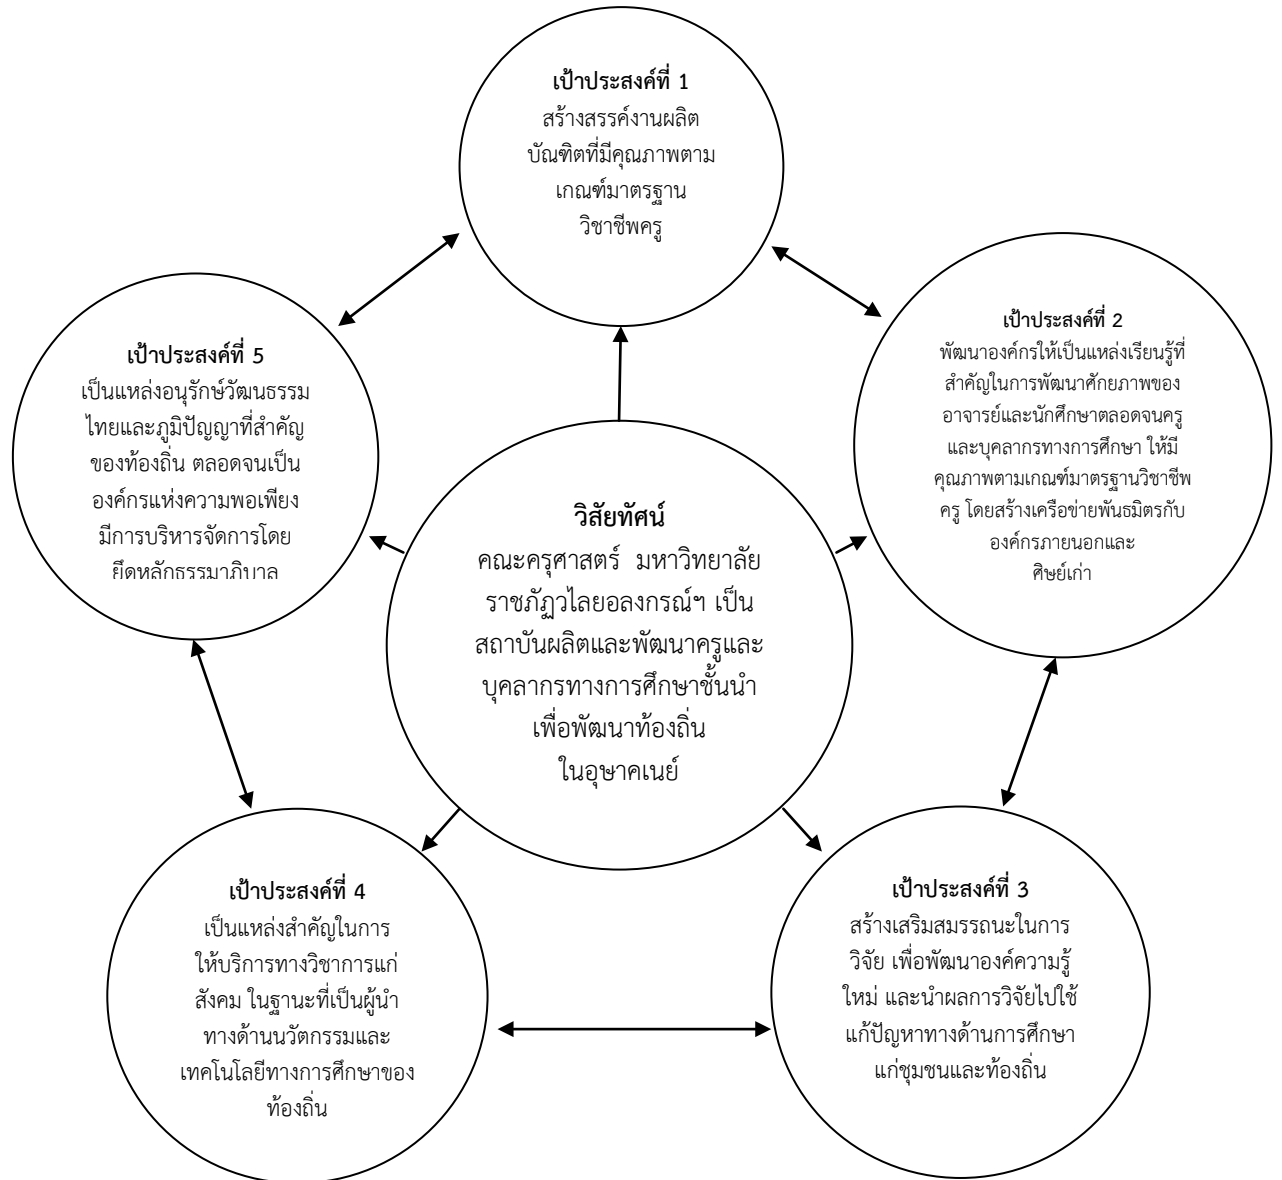 เป้าประสงค์ที่ 1
สร้างสรรค์งานผลิต
บัณฑิตที่มีคุณภาพตาม
เกณฑ์มาตรฐาน
วิชาชีพครู
เป้าประสงค์ที่ 2
พัฒนาองค์กรให้เป็นแหล่งเรียนรู้ที่
สำคัญในการพัฒนาศักยภาพของ
อาจารย์และนักศึกษาตลอดจนครู
และบุคลากรทางการศึกษา ให้มี
คุณภาพตามเกณฑ์มาตรฐานวิชาชีพ
ครู โดยสร้างเครือข่ายพันธมิตรกับ
องค์กรภายนอกและ
ศิษย์เก่า
เป้าประสงค์ที่ 5
เป็นแหล่งอนุรักษ์วัฒนธรรม
ไทยและภูมิปัญญาที่สำคัญ
ของท้องถิ่น ตลอดจนเป็น
องค์กรแห่งความพอเพียง
มีการบริหารจัดการโดย
ยึดหลักธรรมาภิบาล
วิสัยทัศน์
คณะครุศาสตร์ มหาวิทยาลัย
ราชภัฏวไลยอลงกรณ์ฯ เป็น
สถาบันผลิตและพัฒนาครูและ
บุคลากรทางการศึกษาชั้นนำ
เพื่อพัฒนาท้องถิ่น
ในอุษาคเนย์
เป้าประสงค์ที่ 4
เป็นแหล่งสำคัญในการ
ให้บริการทางวิชาการแก่
สังคม ในฐานะที่เป็นผู้นำ
ทางด้านนวัตกรรมและ
เทคโนโลยีทางการศึกษาของ
ท้องถิ่น
เป้าประสงค์ที่ 3
สร้างเสริมสมรรถนะในการ
วิจัย เพื่อพัฒนาองค์ความรู้
ใหม่ และนำผลการวิจัยไปใช้
แก้ปัญหาทางด้านการศึกษา
แก่ชุมชนและท้องถิ่น